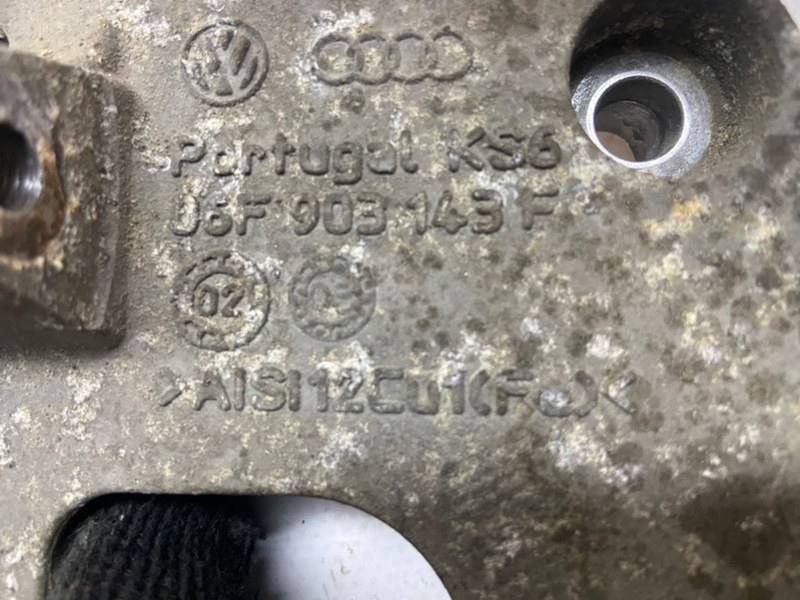 Portugal KS6
06F 903 143 F
02
>AlSi12Cu1(Fe)<